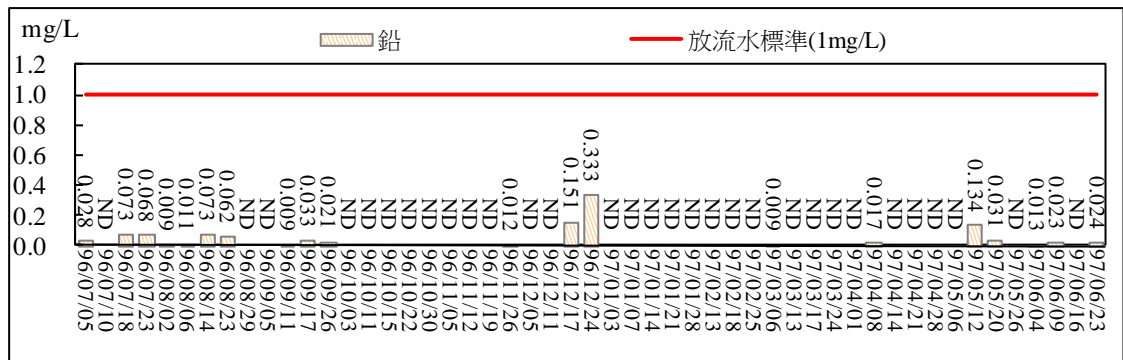 mg/L
鉛
放流水標準(1mg/L)
1.2
1.0
0.8
0.6
0.4
0.2
0.0
0.028
ND
0.073
0.068
0.009
0.011
0.073
0.062
ND
ND
0.009
0.033
0.021
ND
ND
ND
ND
ND
ND
ND
ND
0.012
ND
ND
0.151
0.333
ND
ND
ND
ND
ND
ND
ND
ND
0.009
ND
ND
ND
ND
0.017
ND
ND
ND
ND
0.134
0.031
ND
0.013
0.023
ND
0.024
96/07/05
96/07/10
96/07/18
96/07/23
96/08/02
96/08/06
96/08/14
96/08/23
96/08/29
96/09/05
96/09/11
96/09/17
96/09/26
96/10/03
96/10/11
96/10/15
96/10/22
96/10/30
96/11/05
96/11/12
96/11/19
96/11/26
96/12/05
96/12/11
96/12/17
96/12/24
97/01/03
97/01/07
97/01/14
97/01/21
97/01/28
97/02/13
97/02/18
97/02/25
97/03/06
97/03/13
97/03/17
97/03/24
97/04/01
97/04/08
97/04/14
97/04/21
97/04/28
97/05/06
97/05/12
97/05/20
97/05/26
97/06/04
97/06/09
97/06/16
97/06/23